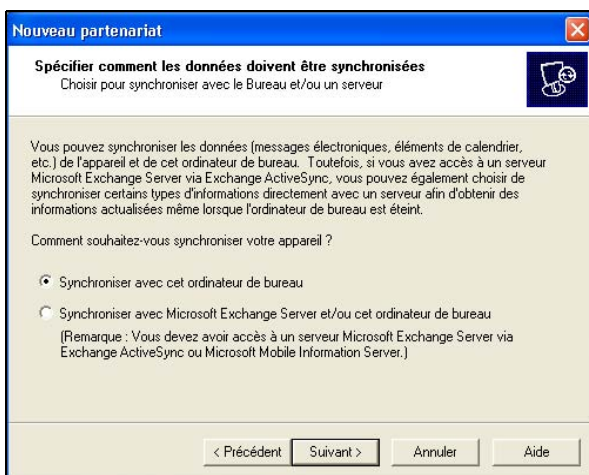 Nouveau partenariat
Spécifier comment les données doivent être synchronisées
Choisir pour synchroniser avec le Bureau et/ou un serveur
Vous pouvez synchroniser les données (messages électroniques, éléments de calendrier,
etc.) de l'appareil et de cet ordinateur de bureau. Toutefois, si vous avez accès à un serveur
Microsoft Exchange Server via Exchange ActiveSync, vous pouvez également choisir de
synchroniser certains types d'informations directement avec un serveur afin d'obtenir des
informations actualisées même lorsque l'ordinateur de bureau est éteint.
Comment souhaitez-vous synchroniser votre appareil ?
Synchroniser avec cet ordinateur de bureau
Synchroniser avec Microsoft Exchange Server et/ou cet ordinateur de bureau
(Remarque : Vous devez avoir accès à un serveur Microsoft Exchange Server via
Exchange ActiveSync ou Microsoft Mobile Information Server.)
< Précédent Suivant > Annuler Aide